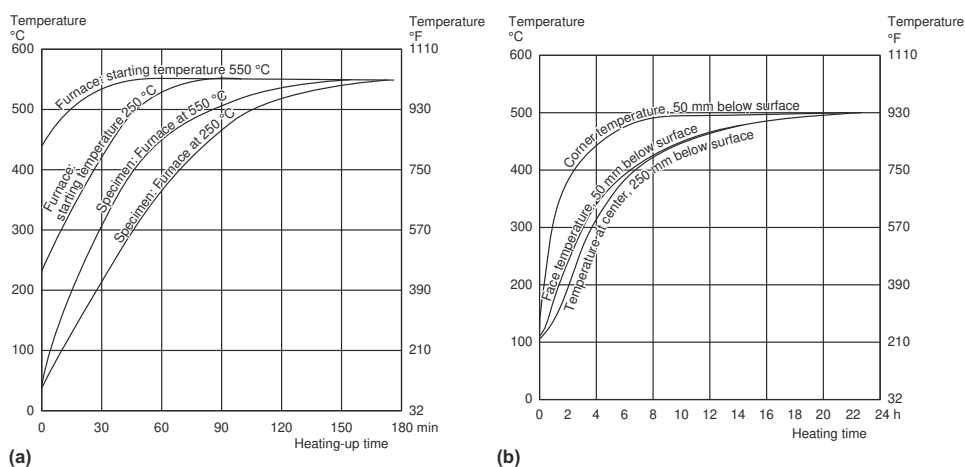 Temperature
°C
Temperature
°F
600
500
400
300
200
100
0
1110
930
750
570
390
210
32
0
30
60
90
120
150
180 min
Heating-up time
Furnace: starting temperature 550 °C
Furnace:
starting temperature 250 °C
Specimen: Furnace at 550 °C
Specimen: Furnace at 250 °C
(a)
Temperature
°C
Temperature
°F
600
500
400
300
200
100
0
1110
930
750
570
390
210
32
0
2
4
6
8
10
12
14
16
18
20
22
24 h
Heating time
Corner temperature, 50 mm below surface
Face temperature, 50 mm below surface
Temperature at center, 250 mm below surface
(b)